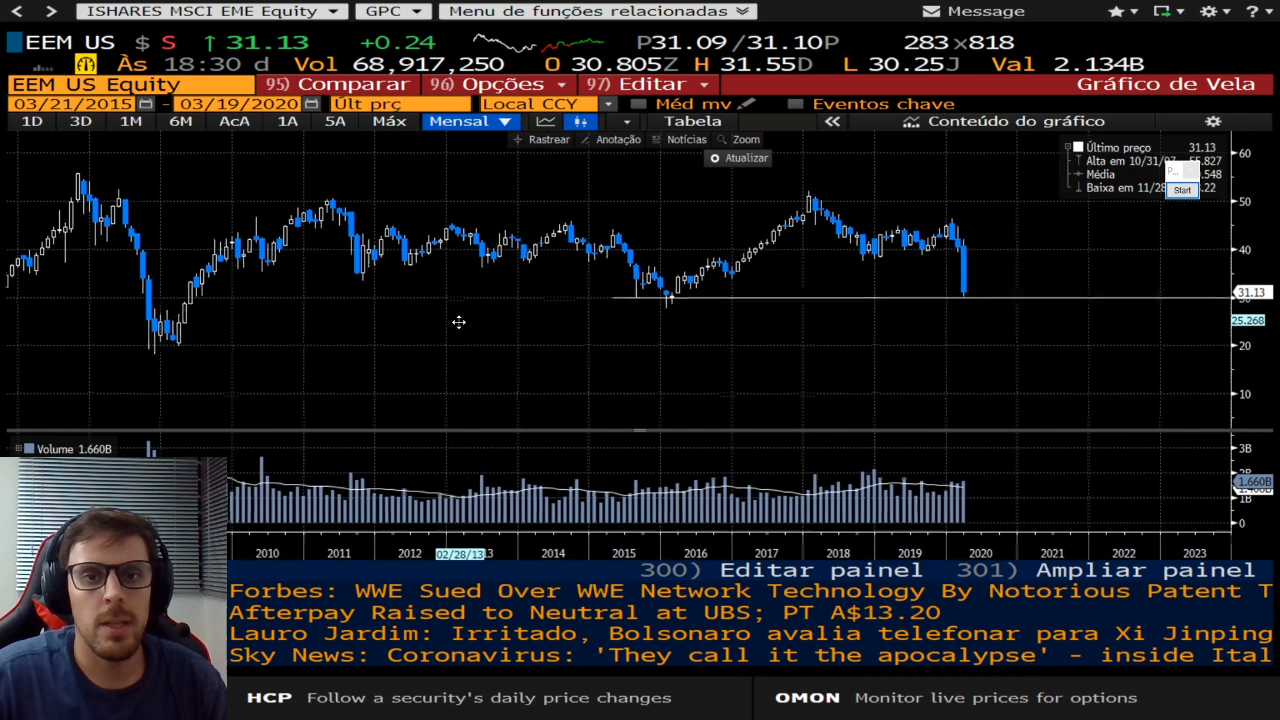 ISHARES MSCI EME Equity GPC Menu de funções relacionadas Message
EEM US $ S ↑ 31.13 +0.24 P31.09/31.10P 283×818
Às 18:30 d Vol 68,917,250 O 30.805Z H 31.55D L 30.25J Val 2.134B
EEM US Equity 95) Comparar 96) Opções 97) Editar Gráfico de Vela
03/21/2015 - 03/19/2020 Últ prç Local CCY Méd mv Eventos chave
1D 3D 1M 6M AcA 1A 5A Máx Mensal Tabela Conteúdo do gráfico
Rastrear Anotação Notícias Zoom
Atualizar
Último preço 31.13
Alta em 10/31/
Média .548
Baixa em 11/28
P...
Start
60
50
40
31.13
25.268
20
10
Volume 1.660B
3B
1.660B
1B
0
2010 2011 2012 02/28/13 2014 2015 2016 2017 2018 2019 2020 2021 2022 2023
300) Editar painel 301) Ampliar painel
Forbes: WWE Sued Over WWE Network Technology By Notorious Patent T
Afterpay Raised to Neutral at UBS; PT A$13.20
Lauro Jardim: Irritado, Bolsonaro avalia telefonar para Xi Jinping
Sky News: Coronavirus: 'They call it the apocalypse' - inside Ital
HCP Follow a security's daily price changes OMON Monitor live prices for options